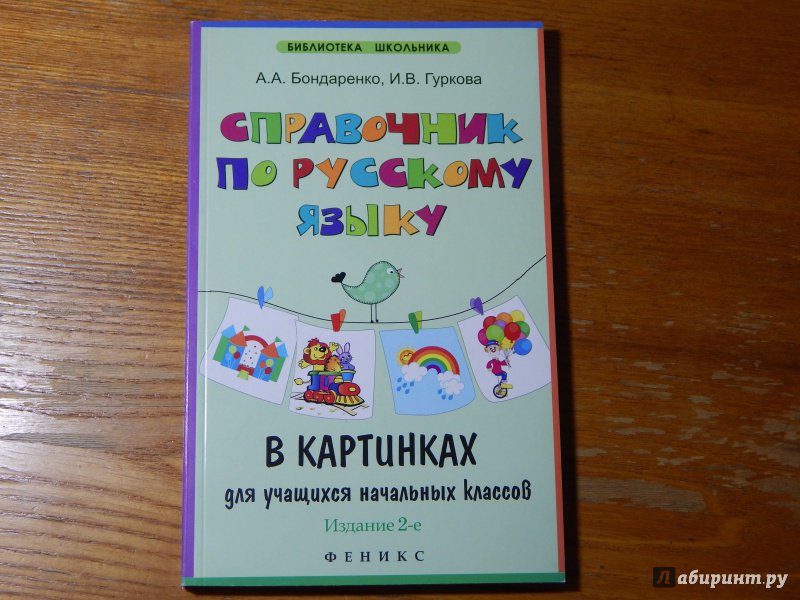 БИБЛИОТЕКА ШКОЛЬНИКА
А.А. Бондаренко, И.В. Гуркова
СПРАВОЧНИК
ПО РУССКОМУ
ЯЗЫКУ
В КАРТИНКАХ
для учащихся начальных классов
Издание 2-е
ФЕНИКС
Лабиринт.ру